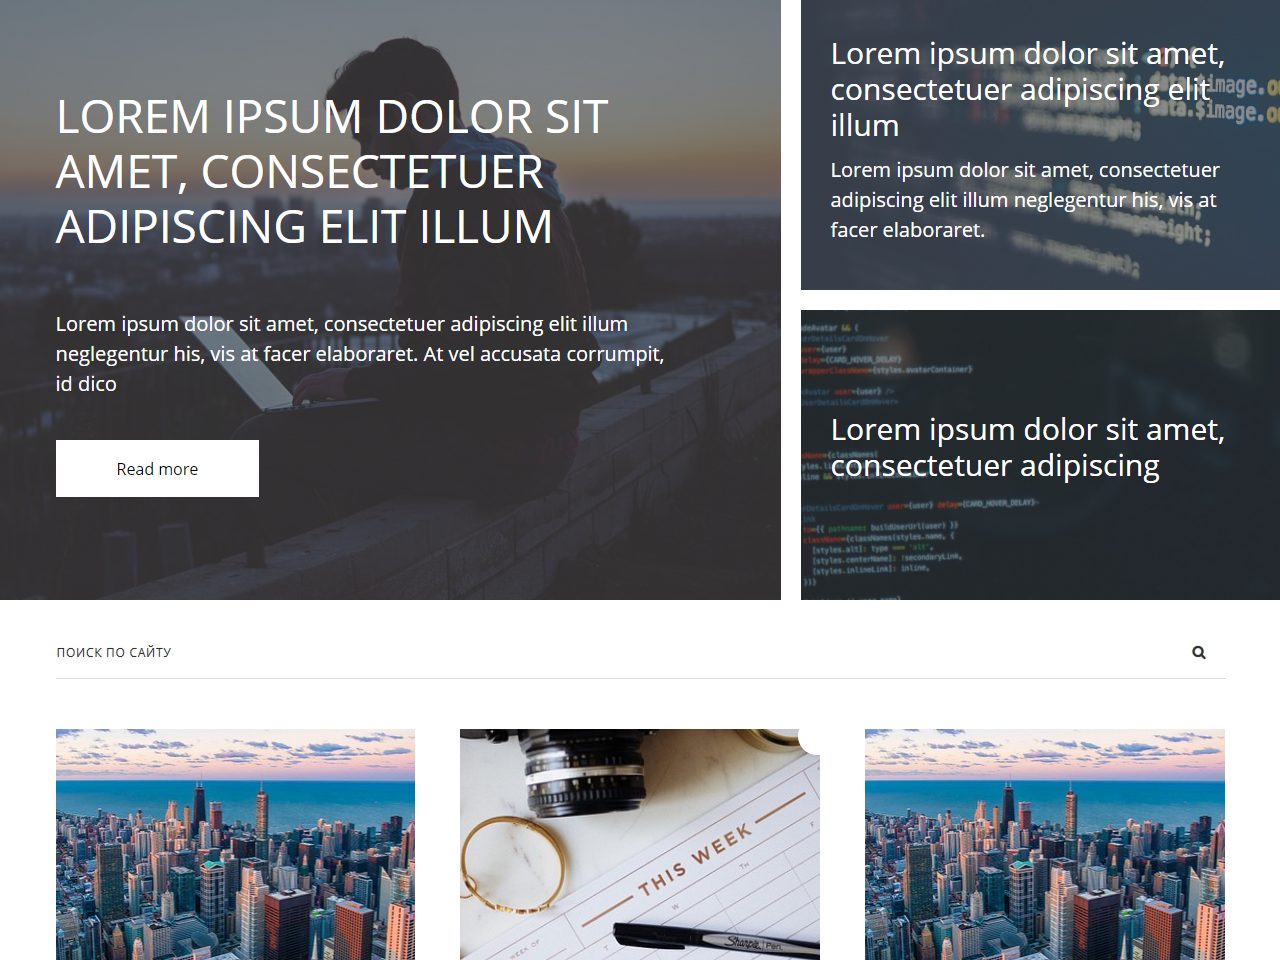 LOREM IPSUM DOLOR SIT
AMET, CONSECTETUER
ADIPISCING ELIT ILLUM
Lorem ipsum dolor sit amet, consectetuer adipiscing elit illum
neglegentur his, vis at facer elaboraret. At vel accusata corrumpit,
id dico
Read more
Lorem ipsum dolor sit amet,
consectetuer adipiscing elit
illum
Lorem ipsum dolor sit amet, consectetuer
adipiscing elit illum neglegentur his, vis at
facer elaboraret.
Lorem ipsum dolor sit amet,
consectetuer adipiscing
ПОИСК ПО САЙТУ
THIS WEEK
Sharpie Pen